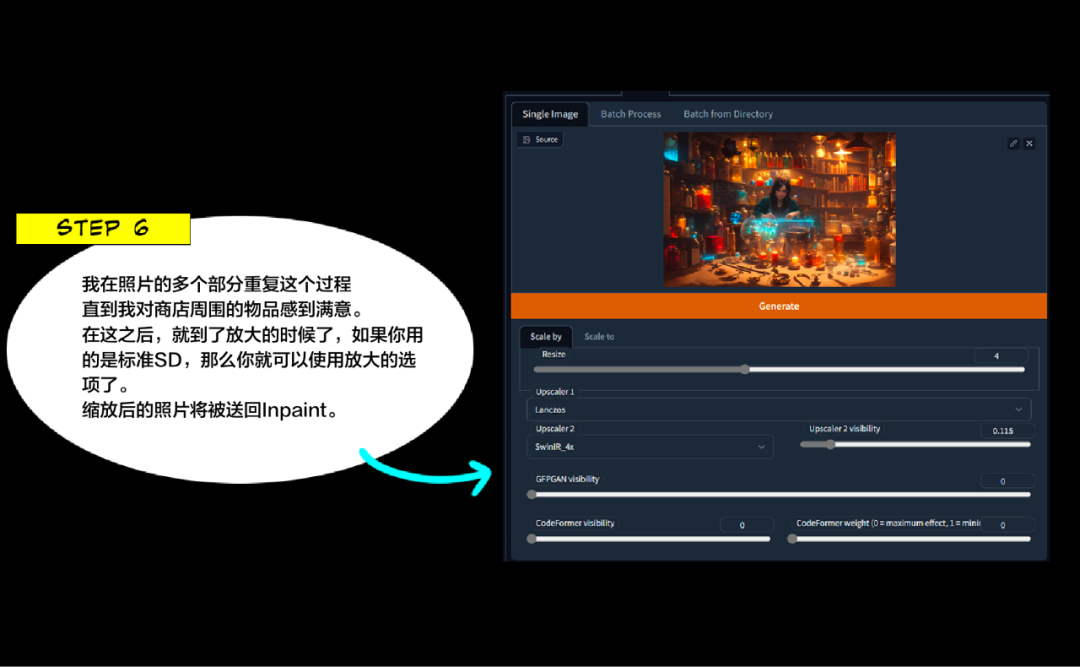 STEP 6
我在照片的多个部分重复这个过程
直到我对商店周围的物品感到满意。
在这之后，就到了放大的时候了，如果你用
的是标准SD，那么你就可以使用放大的选
项了。
缩放后的照片将被送回Inpaint。
Single Image
Batch Process
Batch from Directory
Source
Generate
Scale by
Scale to
Resize
4
Upscaler 1
Lanczos
Upscaler 2
SwinIR_4x
Upscaler 2 visibility
0.115
GFPGAN visibility
0
CodeFormer visibility
0
CodeFormer weight (0 = maximum effect, 1 = mini
0